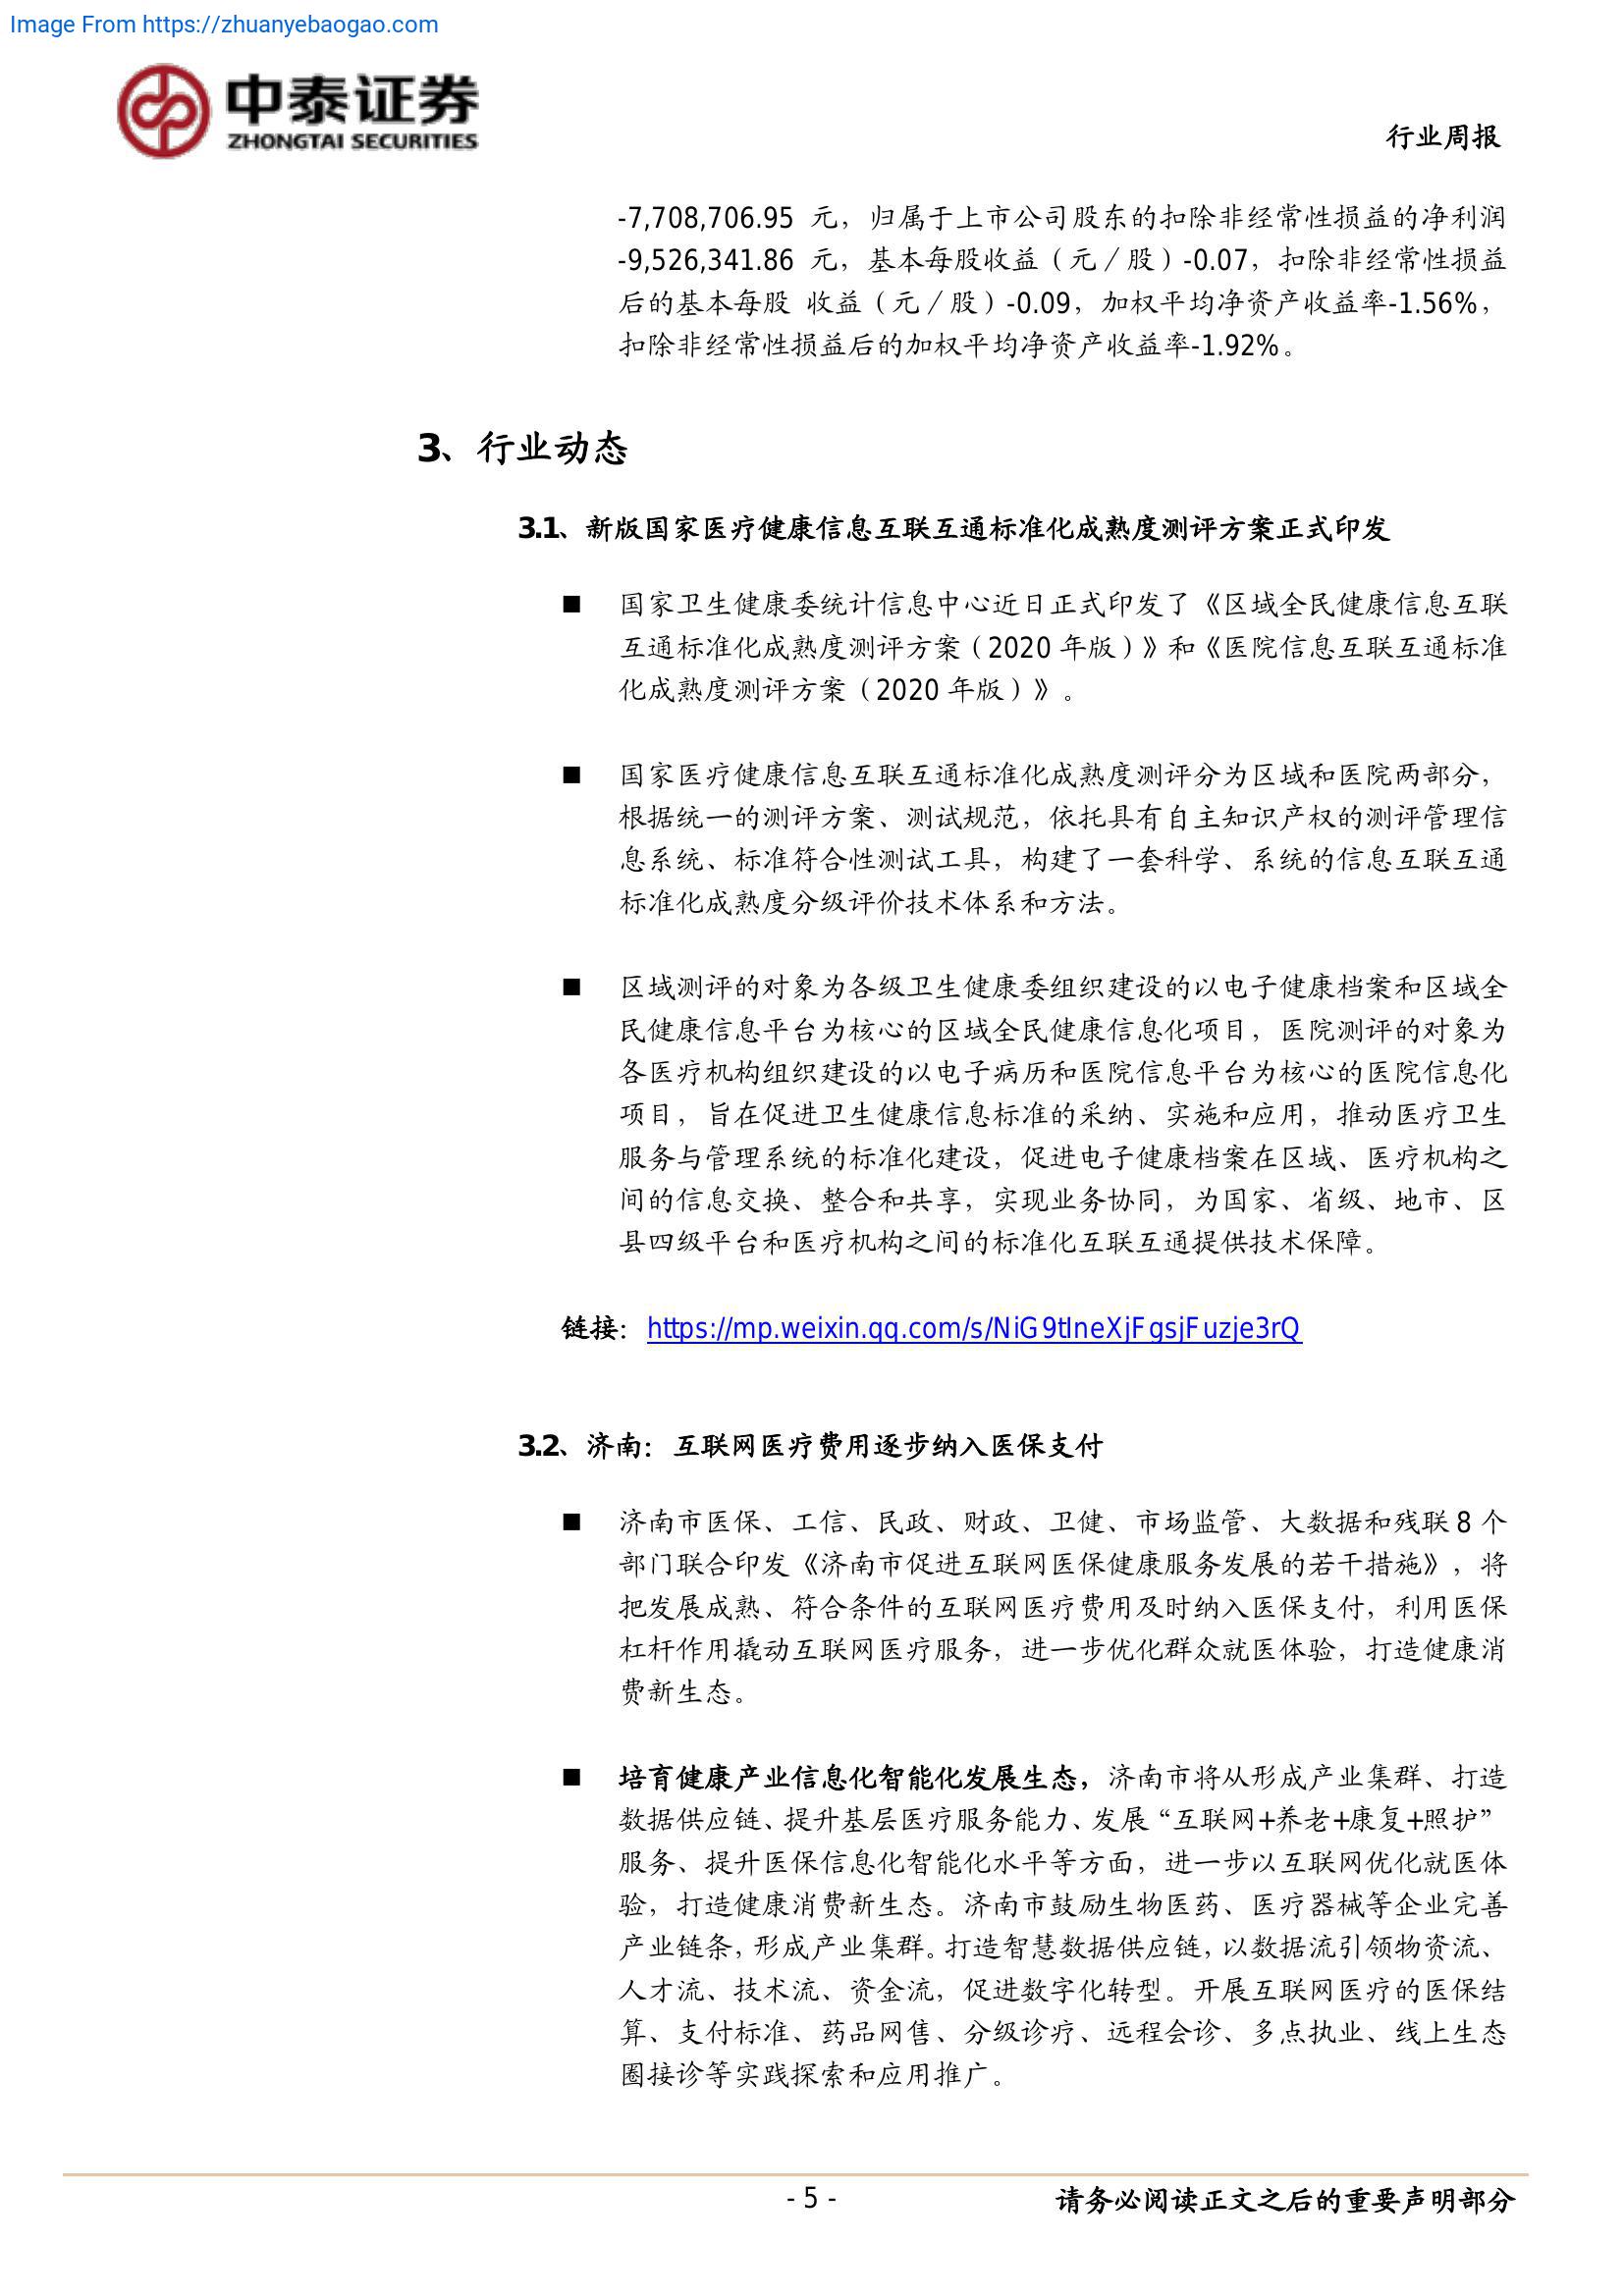 Image From https://zhuanyebaogao.com
中泰证券
ZHONGTAI SECURITIES
行业周报
-7,708,706.95 元，归属于上市公司股东的扣除非经常性损益的净利润
-9,526,341.86 元，基本每股收益（元／股）-0.07，扣除非经常性损益
后的基本每股 收益（元／股）-0.09，加权平均净资产收益率-1.56%，
扣除非经常性损益后的加权平均净资产收益率-1.92%。
3、行业动态
3.1、新版国家医疗健康信息互联互通标准化成熟度测评方案正式印发
■ 国家卫生健康委统计信息中心近日正式印发了《区域全民健康信息互联
互通标准化成熟度测评方案（2020 年版）》和《医院信息互联互通标准
化成熟度测评方案（2020 年版）》。
■ 国家医疗健康信息互联互通标准化成熟度测评分为区域和医院两部分，
根据统一的测评方案、测试规范，依托具有自主知识产权的测评管理信
息系统、标准符合性测试工具，构建了一套科学、系统的信息互联互通
标准化成熟度分级评价技术体系和方法。
■ 区域测评的对象为各级卫生健康委组织建设的以电子健康档案和区域全
民健康信息平台为核心的区域全民健康信息化项目，医院测评的对象为
各医疗机构组织建设的以电子病历和医院信息平台为核心的医院信息化
项目，旨在促进卫生健康信息标准的采纳、实施和应用，推动医疗卫生
服务与管理系统的标准化建设，促进电子健康档案在区域、医疗机构之
间的信息交换、整合和共享，实现业务协同，为国家、省级、地市、区
县四级平台和医疗机构之间的标准化互联互通提供技术保障。
链接：https://mp.weixin.qq.com/s/NiG9tIneXjFgsjFuzje3rQ
3.2、济南：互联网医疗费用逐步纳入医保支付
■ 济南市医保、工信、民政、财政、卫健、市场监管、大数据和残联 8 个
部门联合印发《济南市促进互联网医保健康服务发展的若干措施》，将
把发展成熟、符合条件的互联网医疗费用及时纳入医保支付，利用医保
杠杆作用撬动互联网医疗服务，进一步优化群众就医体验，打造健康消
费新生态。
■ 培育健康产业信息化智能化发展生态，济南市将从形成产业集群、打造
数据供应链、提升基层医疗服务能力、发展“互联网+养老+康复+照护”
服务、提升医保信息化智能化水平等方面，进一步以互联网优化就医体
验，打造健康消费新生态。济南市鼓励生物医药、医疗器械等企业完善
产业链条，形成产业集群。打造智慧数据供应链，以数据流引领物资流、
人才流、技术流、资金流，促进数字化转型。开展互联网医疗的医保结
算、支付标准、药品网售、分级诊疗、远程会诊、多点执业、线上生态
圈接诊等实践探索和应用推广。
- 5 -
请务必阅读正文之后的重要声明部分